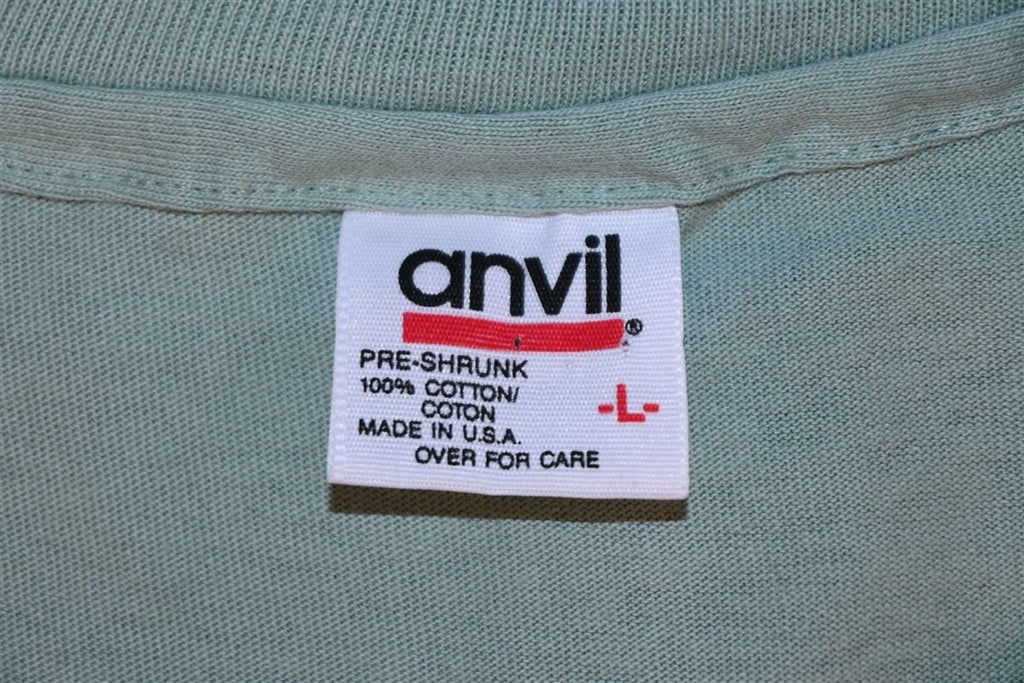 anvil®
PRE-SHRUNK
100% COTTON/
COTON
-L-
MADE IN U.S.A.
OVER FOR CARE